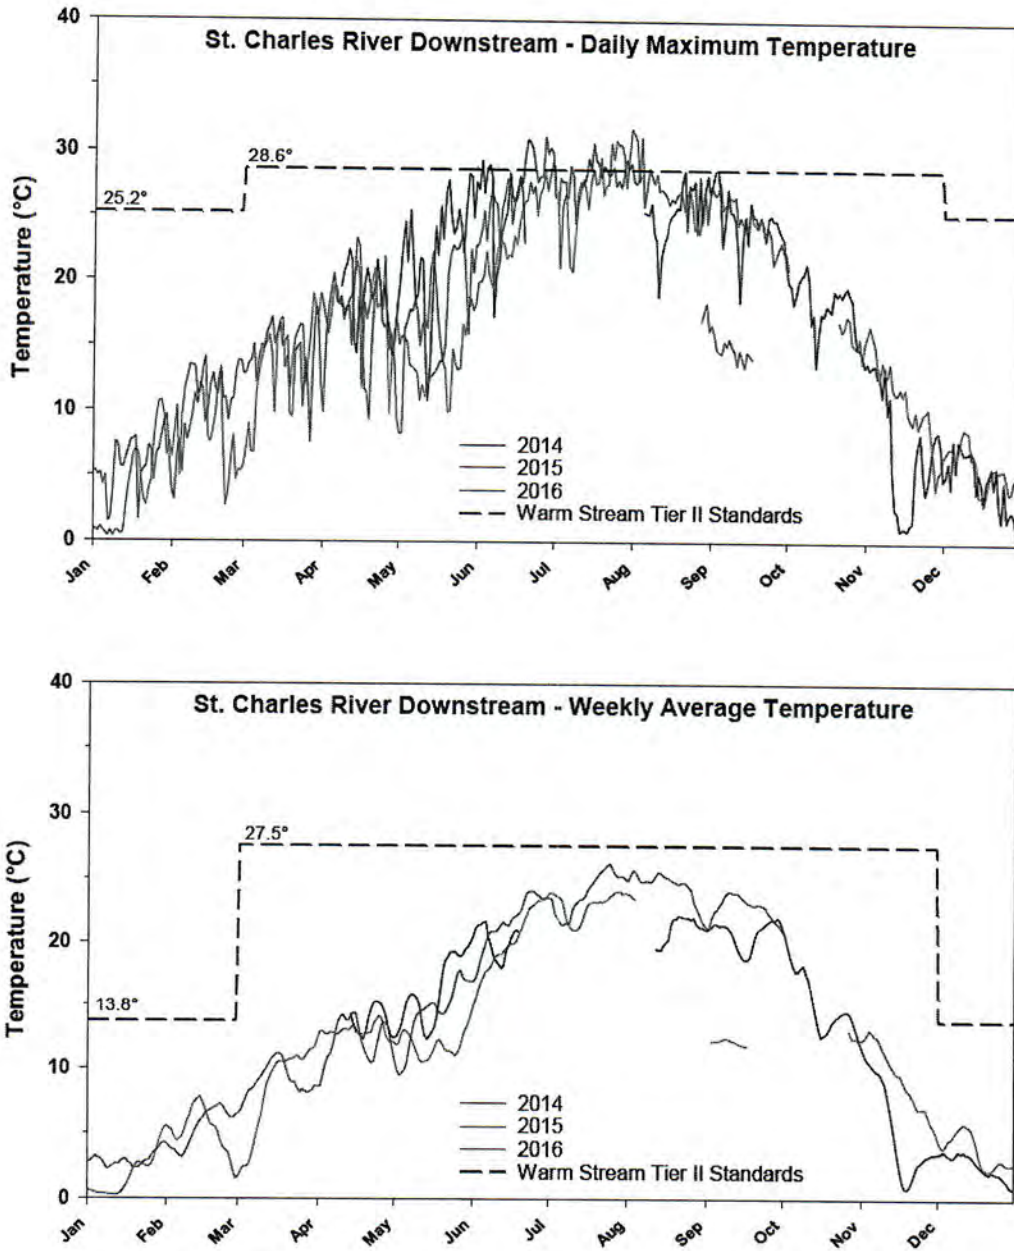 St. Charles River Downstream - Daily Maximum Temperature
40
30
20
10
0
Temperature (°C)
25.2°
28.6°
2014
2015
2016
Warm Stream Tier II Standards
Jan Feb Mar Apr May Jun Jul Aug Sep Oct Nov Dec
St. Charles River Downstream - Weekly Average Temperature
40
30
20
10
0
Temperature (°C)
13.8°
27.5°
2014
2015
2016
Warm Stream Tier II Standards
Jan Feb Mar Apr May Jun Jul Aug Sep Oct Nov Dec